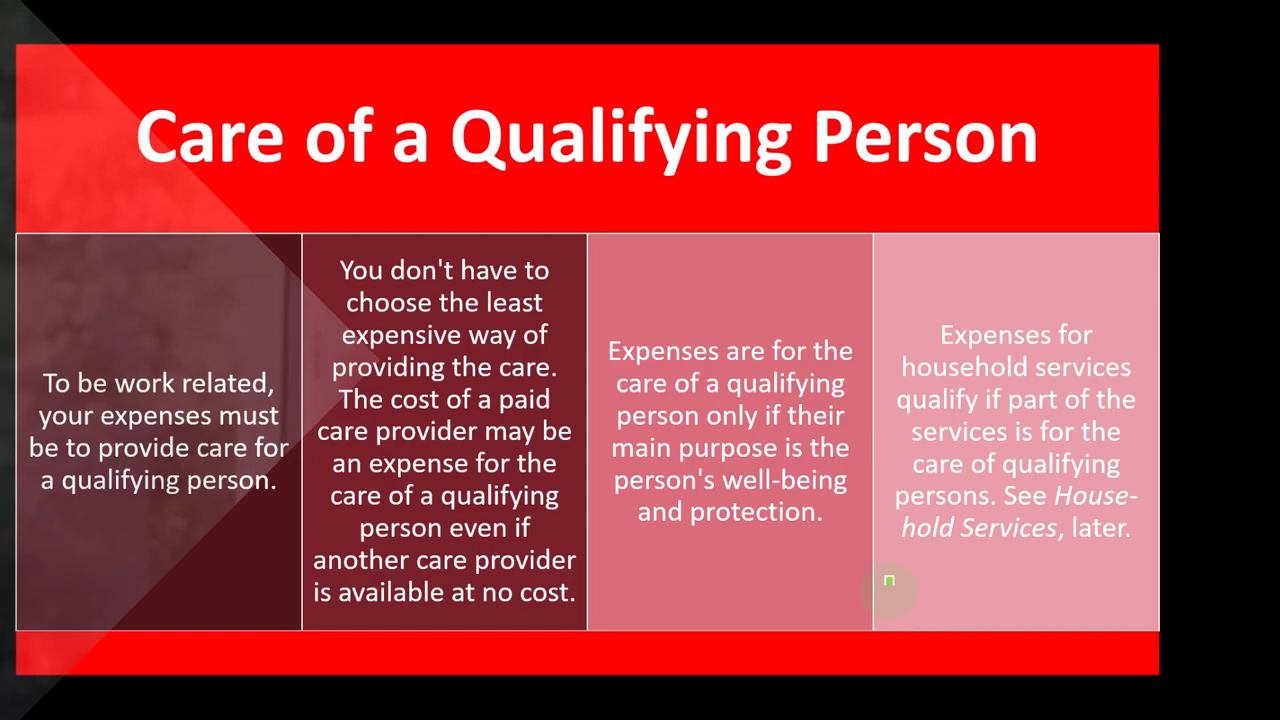 Care of a Qualifying Person
To be work related,
your expenses must
be to provide care for
a qualifying person.
You don't have to
choose the least
expensive way of
providing the care.
The cost of a paid
care provider may be
an expense for the
care of a qualifying
person even if
another care provider
is available at no cost.
Expenses are for the
care of a qualifying
person only if their
main purpose is the
person's well-being
and protection.
Expenses for
household services
qualify if part of the
services is for the
care of qualifying
persons. See House-
hold Services, later.